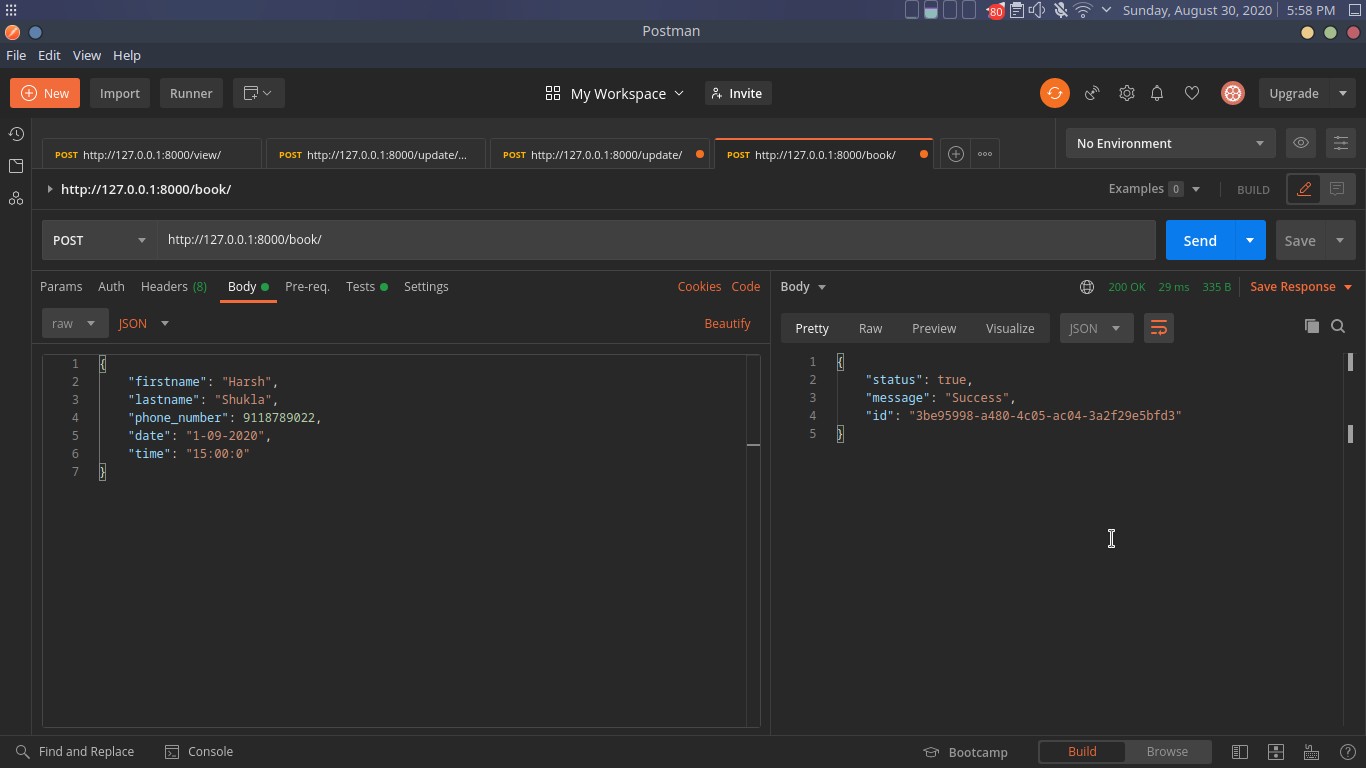 80 Sunday, August 30, 2020 5:58 PM
Postman
File Edit View Help
New Import Runner My Workspace Invite Upgrade
POST http://127.0.0.1:8000/view/ POST http://127.0.0.1:8000/update/... POST http://127.0.0.1:8000/update/ POST http://127.0.0.1:8000/book/ No Environment
http://127.0.0.1:8000/book/ Examples 0 BUILD
POST http://127.0.0.1:8000/book/ Send Save
Params Auth Headers (8) Body Pre-req. Tests Settings Cookies Code
raw JSON Beautify
1 {
2 "firstname": "Harsh",
3 "lastname": "Shukla",
4 "phone_number": 9118789022,
5 "date": "1-09-2020",
6 "time": "15:00:0"
7 }
Body 200 OK 29 ms 335 B Save Response
Pretty Raw Preview Visualize JSON
1 {
2 "status": true,
3 "message": "Success",
4 "id": "3be95998-a480-4c05-ac04-3a2f29e5bfd3"
5 }
Find and Replace Console Bootcamp Build Browse